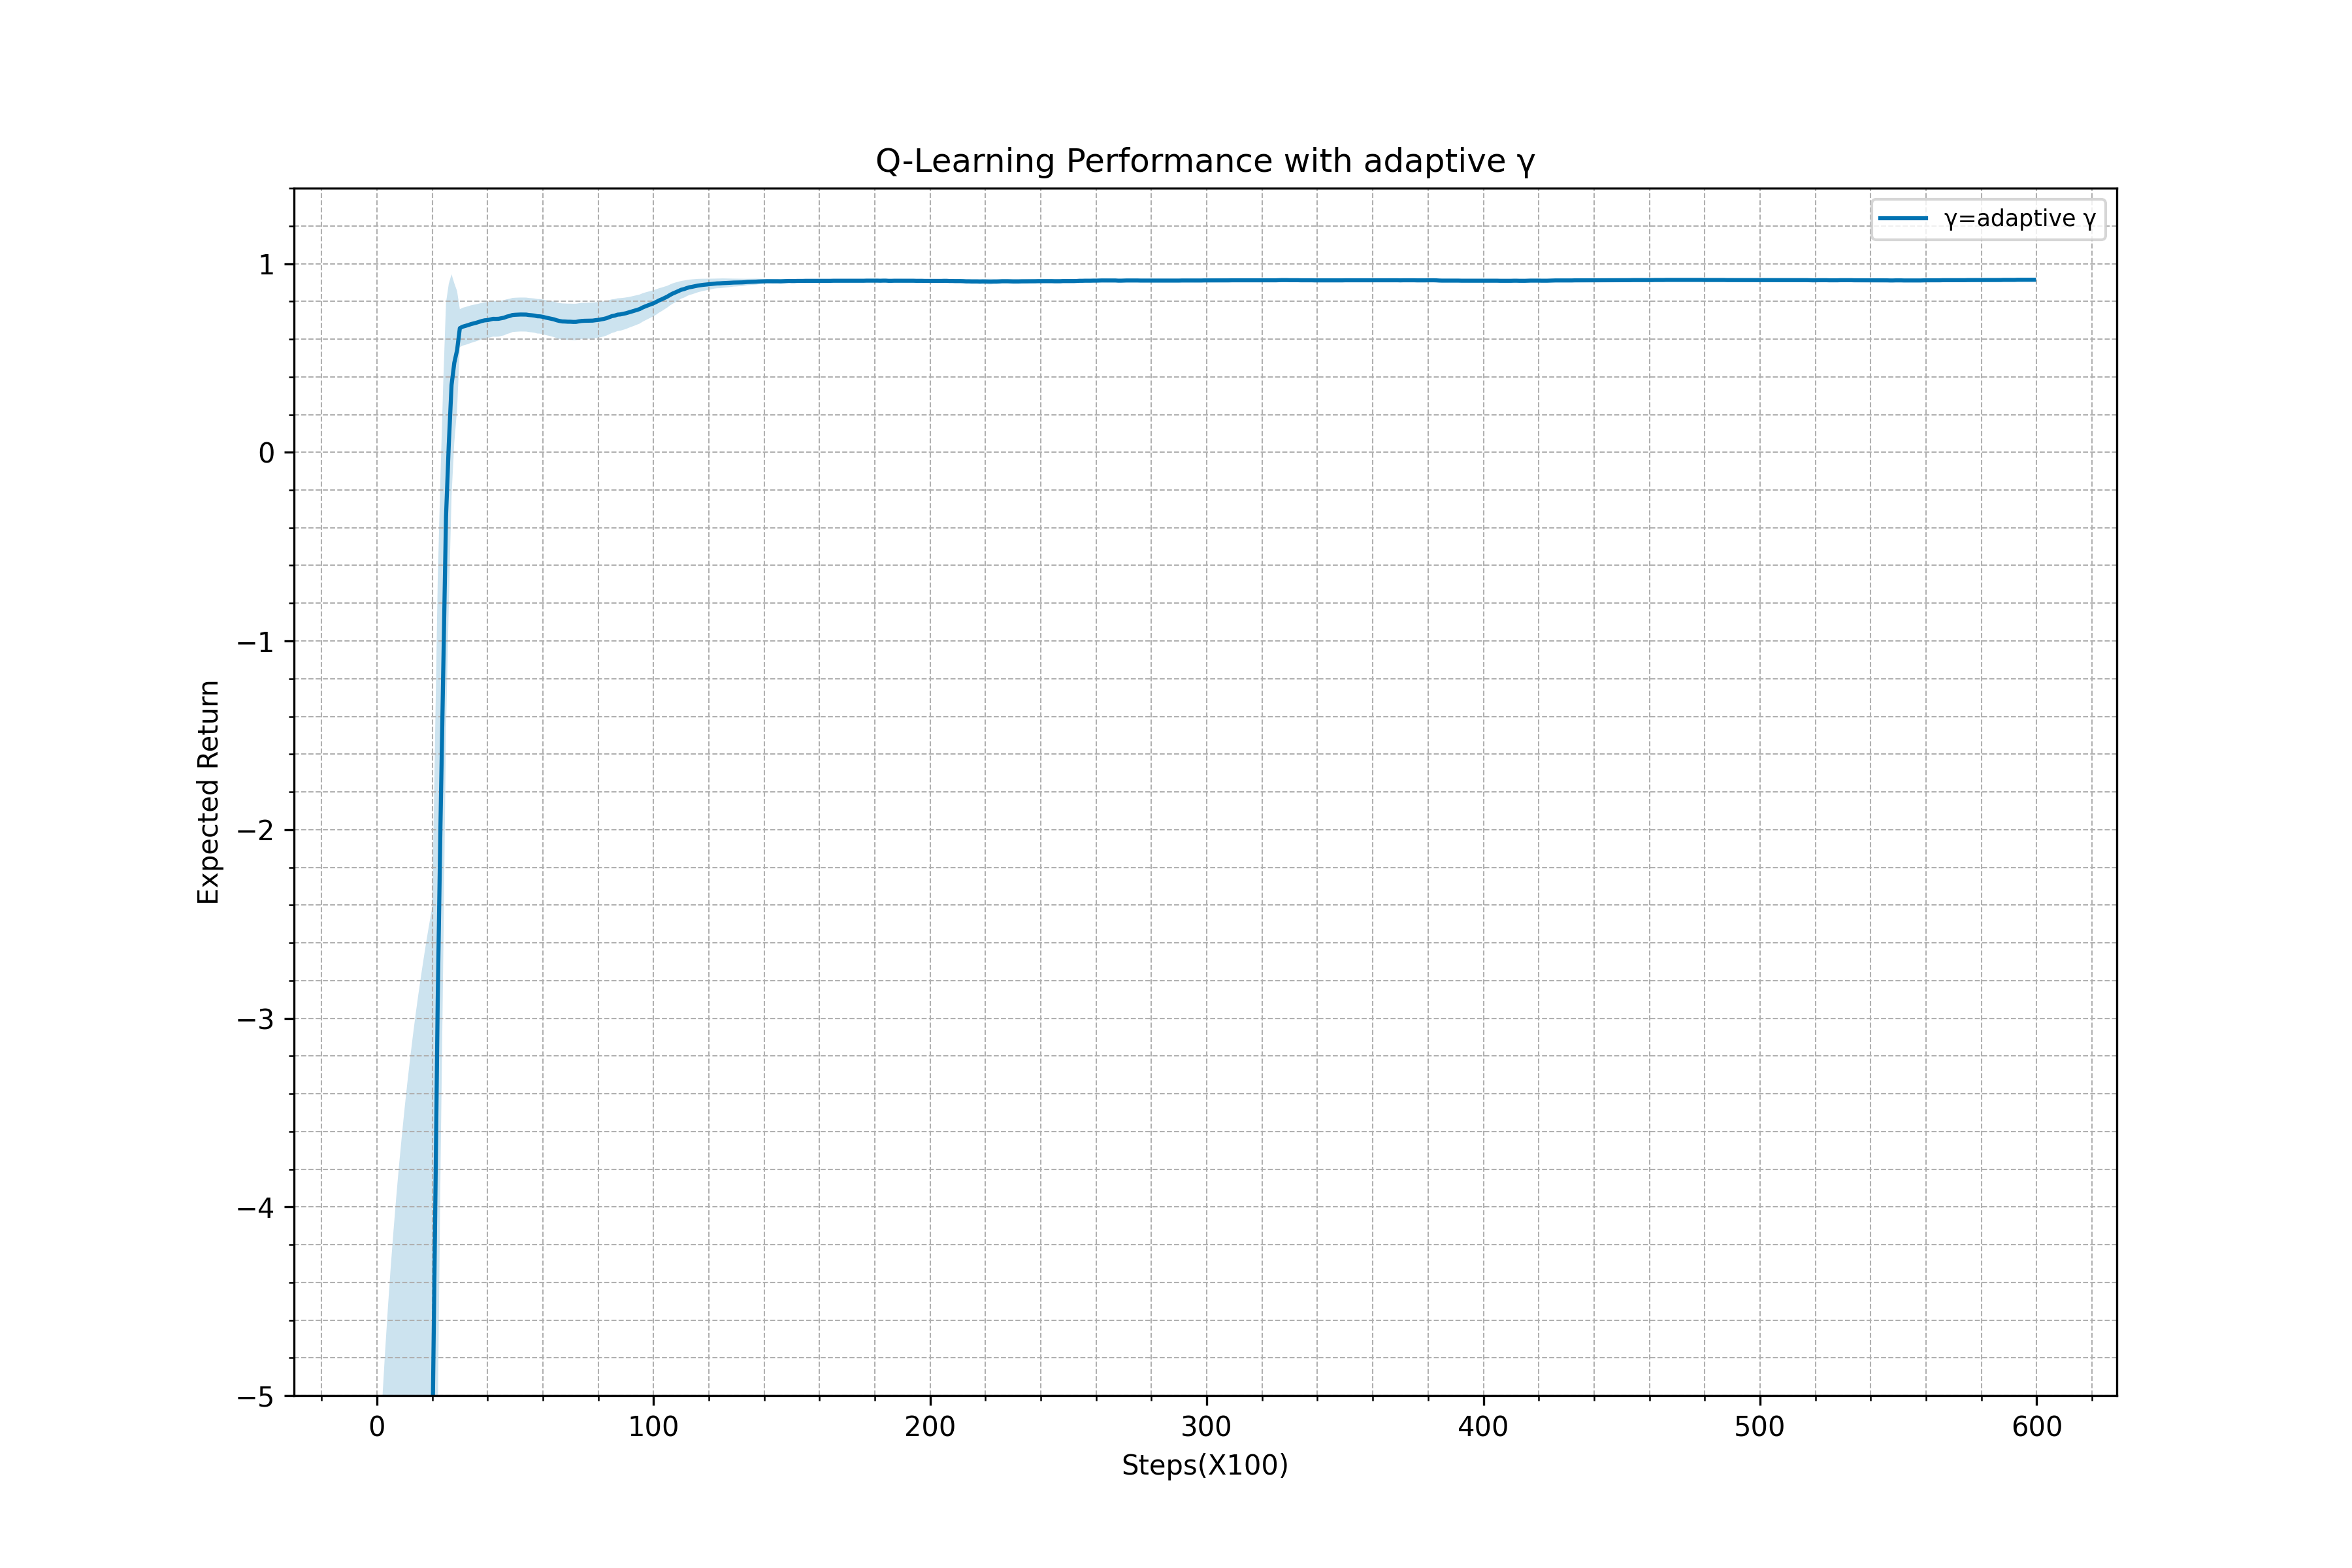 Q-Learning Performance with adaptive γ
γ=adaptive γ
1
0
−1
−2
−3
−4
−5
Expected Return
0 100 200 300 400 500 600
Steps(X100)